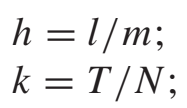 h = l/m;
k = T/N;